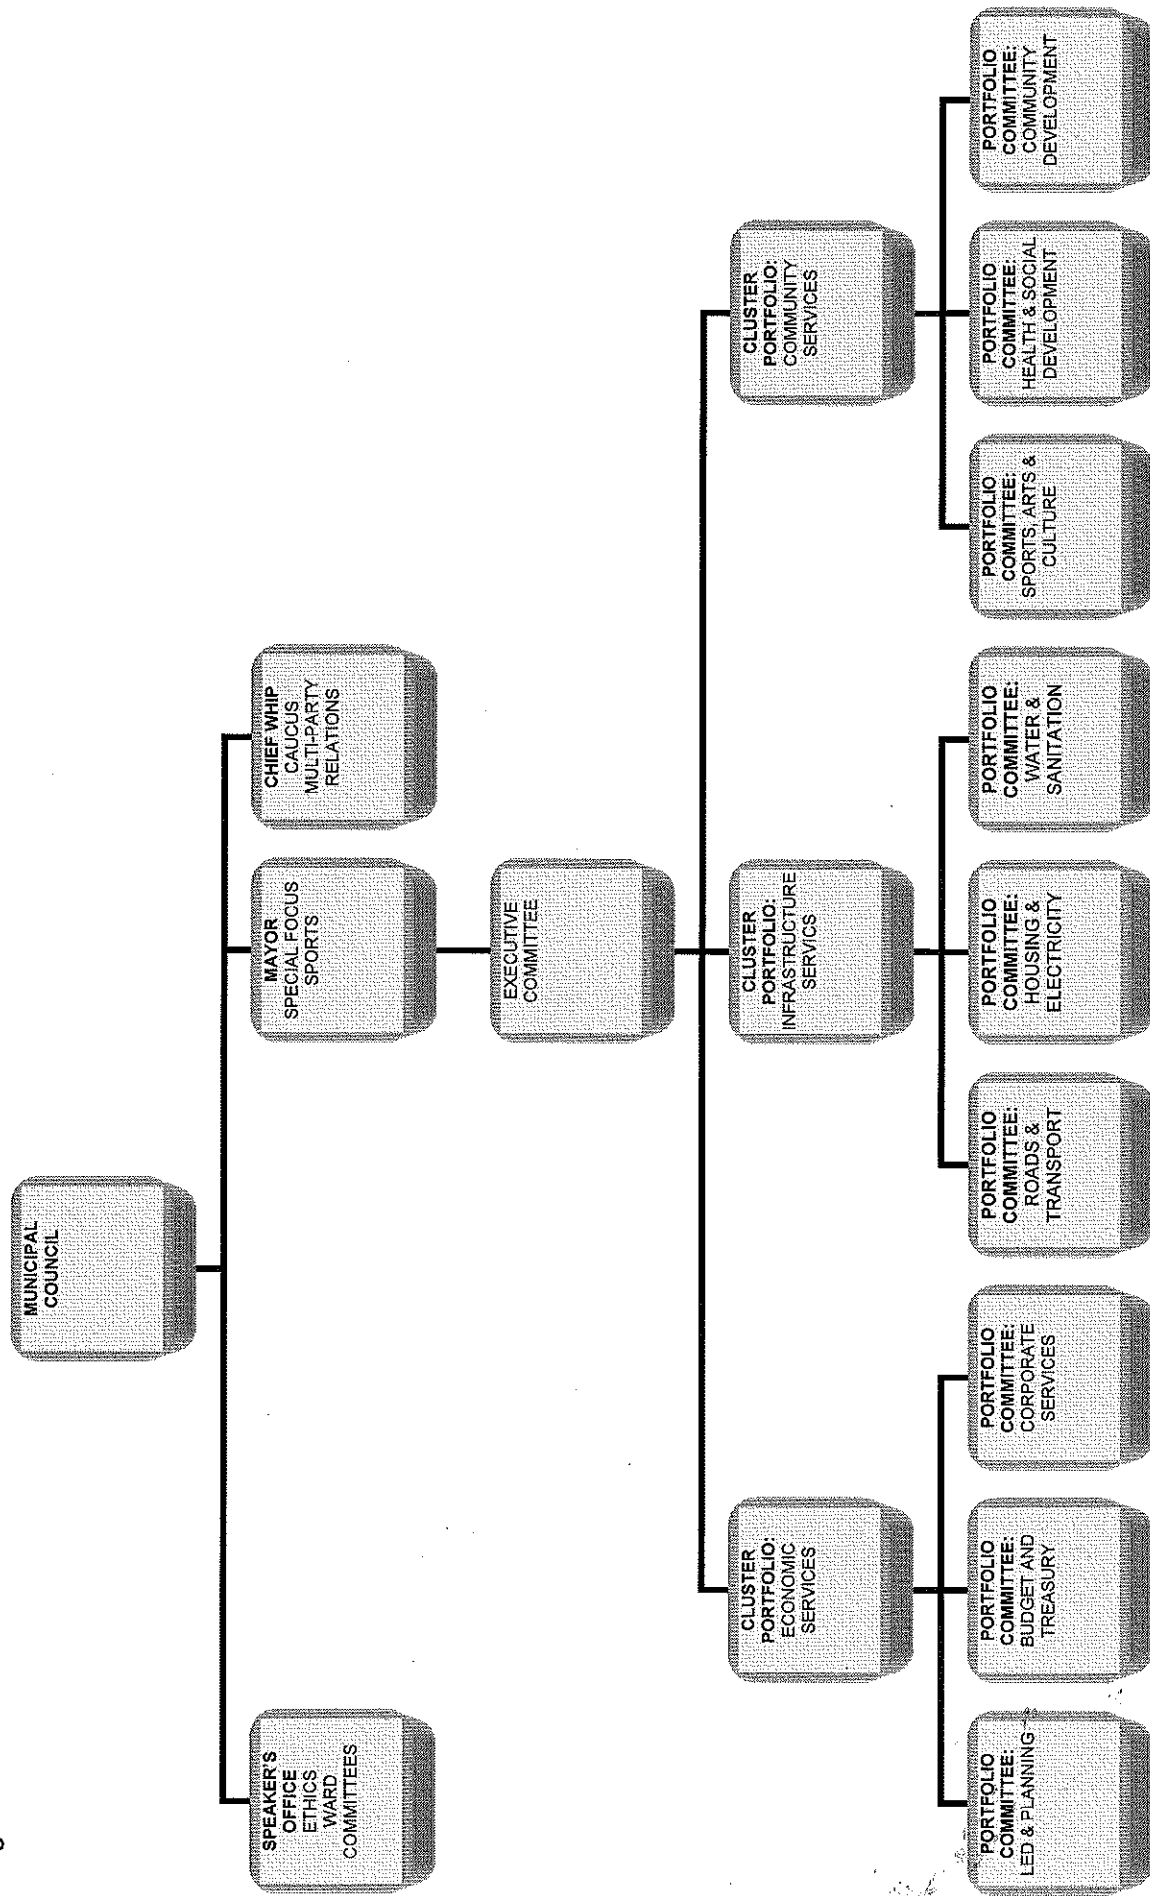 MUNICIPAL
COUNCIL
SPEAKER'S
OFFICE
ETHICS
WARD
COMMITTEES
MAYOR
SPECIAL FOCUS
SPORTS
CHIEF WHIP
CAUCUS
MULTI-PARTY
RELATIONS
EXECUTIVE
COMMITTEE
CLUSTER
PORTFOLIO:
ECONOMIC
SERVICES
CLUSTER
PORTFOLIO:
INFRASTRUCTURE
SERVICS
CLUSTER
PORTFOLIO:
COMMUNITY
SERVICES
PORTFOLIO
COMMITTEE:
LED & PLANNING
PORTFOLIO
COMMITTEE:
BUDGET AND
TREASURY
PORTFOLIO
COMMITTEE:
CORPORATE
SERVICES
PORTFOLIO
COMMITTEE:
ROADS &
TRANSPORT
PORTFOLIO
COMMITTEE:
HOUSING &
ELECTRICITY
PORTFOLIO
COMMITTEE:
WATER &
SANITATION
PORTFOLIO
COMMITTEE:
SPORTS, ARTS &
CULTURE
PORTFOLIO
COMMITTEE:
HEALTH & SOCIAL
DEVELOPMENT
PORTFOLIO
COMMITTEE:
COMMUNITY
DEVELOPMENT